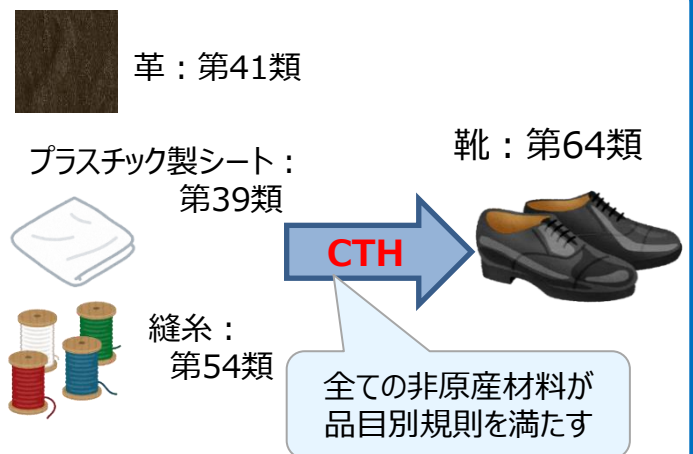 革：第41類
プラスチック製シート：
第39類
縫糸：
第54類
CTH
靴：第64類
全ての非原産材料が
品目別規則を満たす